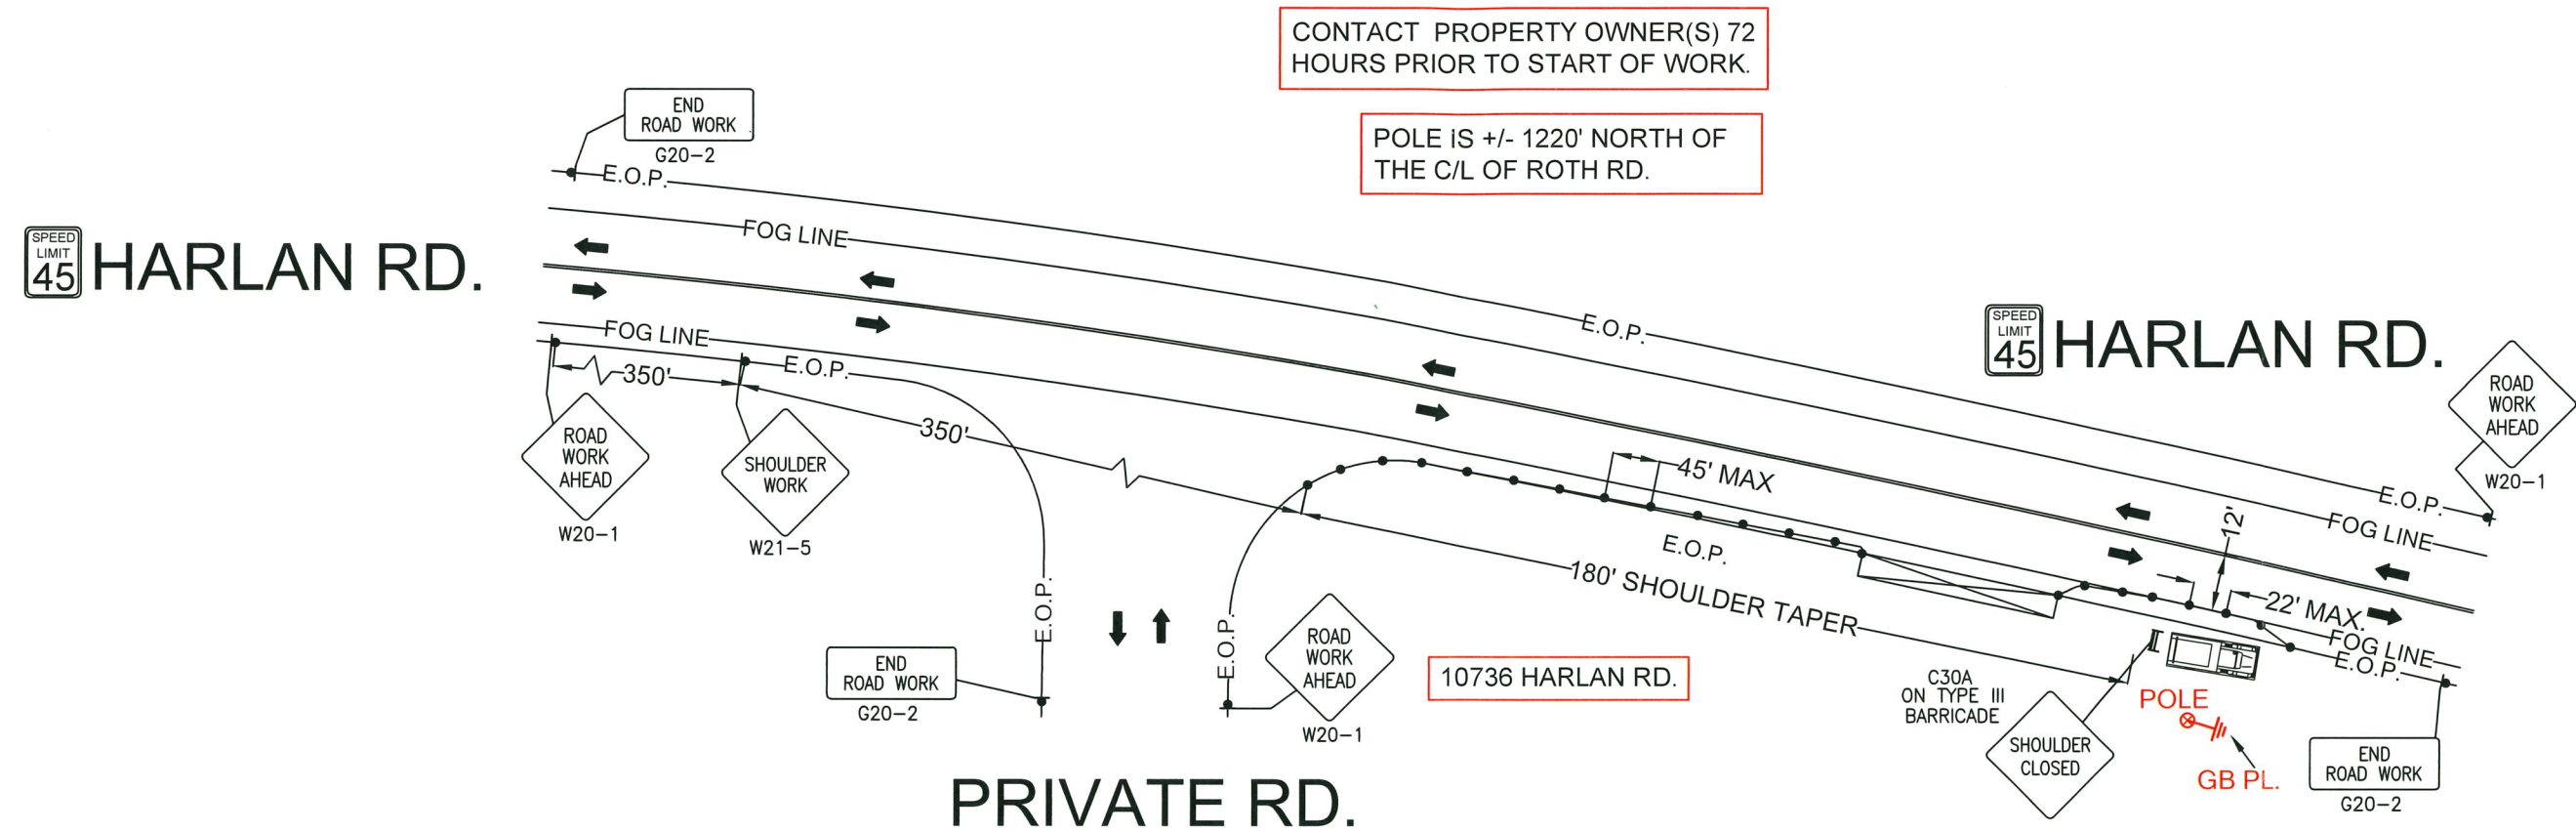 CONTACT PROPERTY OWNER(S) 72
HOURS PRIOR TO START OF WORK.
POLE iS +/- 1220' NORTH OF
THE C/L OF ROTH RD.
END
ROAD WORK
G20-2
E.O.P.
FOG LINE
SPEED
LIMIT
45
HARLAN RD.
FOG LINE
E.O.P.
350'
350'
ROAD
WORK
AHEAD
W20-1
SHOULDER
WORK
W21-5
E.O.P.
SPEED
LIMIT
45
HARLAN RD.
ROAD
WORK
AHEAD
W20-1
E.O.P.
FOG LINE
45' MAX
E.O.P.
12'
180' SHOULDER TAPER
22' MAX.
FOG LINE
E.O.P.
E.O.P.
E.O.P.
END
ROAD WORK
G20-2
ROAD
WORK
AHEAD
W20-1
10736 HARLAN RD.
C30A
ON TYPE III
BARRICADE
SHOULDER
CLOSED
POLE
GB PL.
END
ROAD WORK
G20-2
PRIVATE RD.